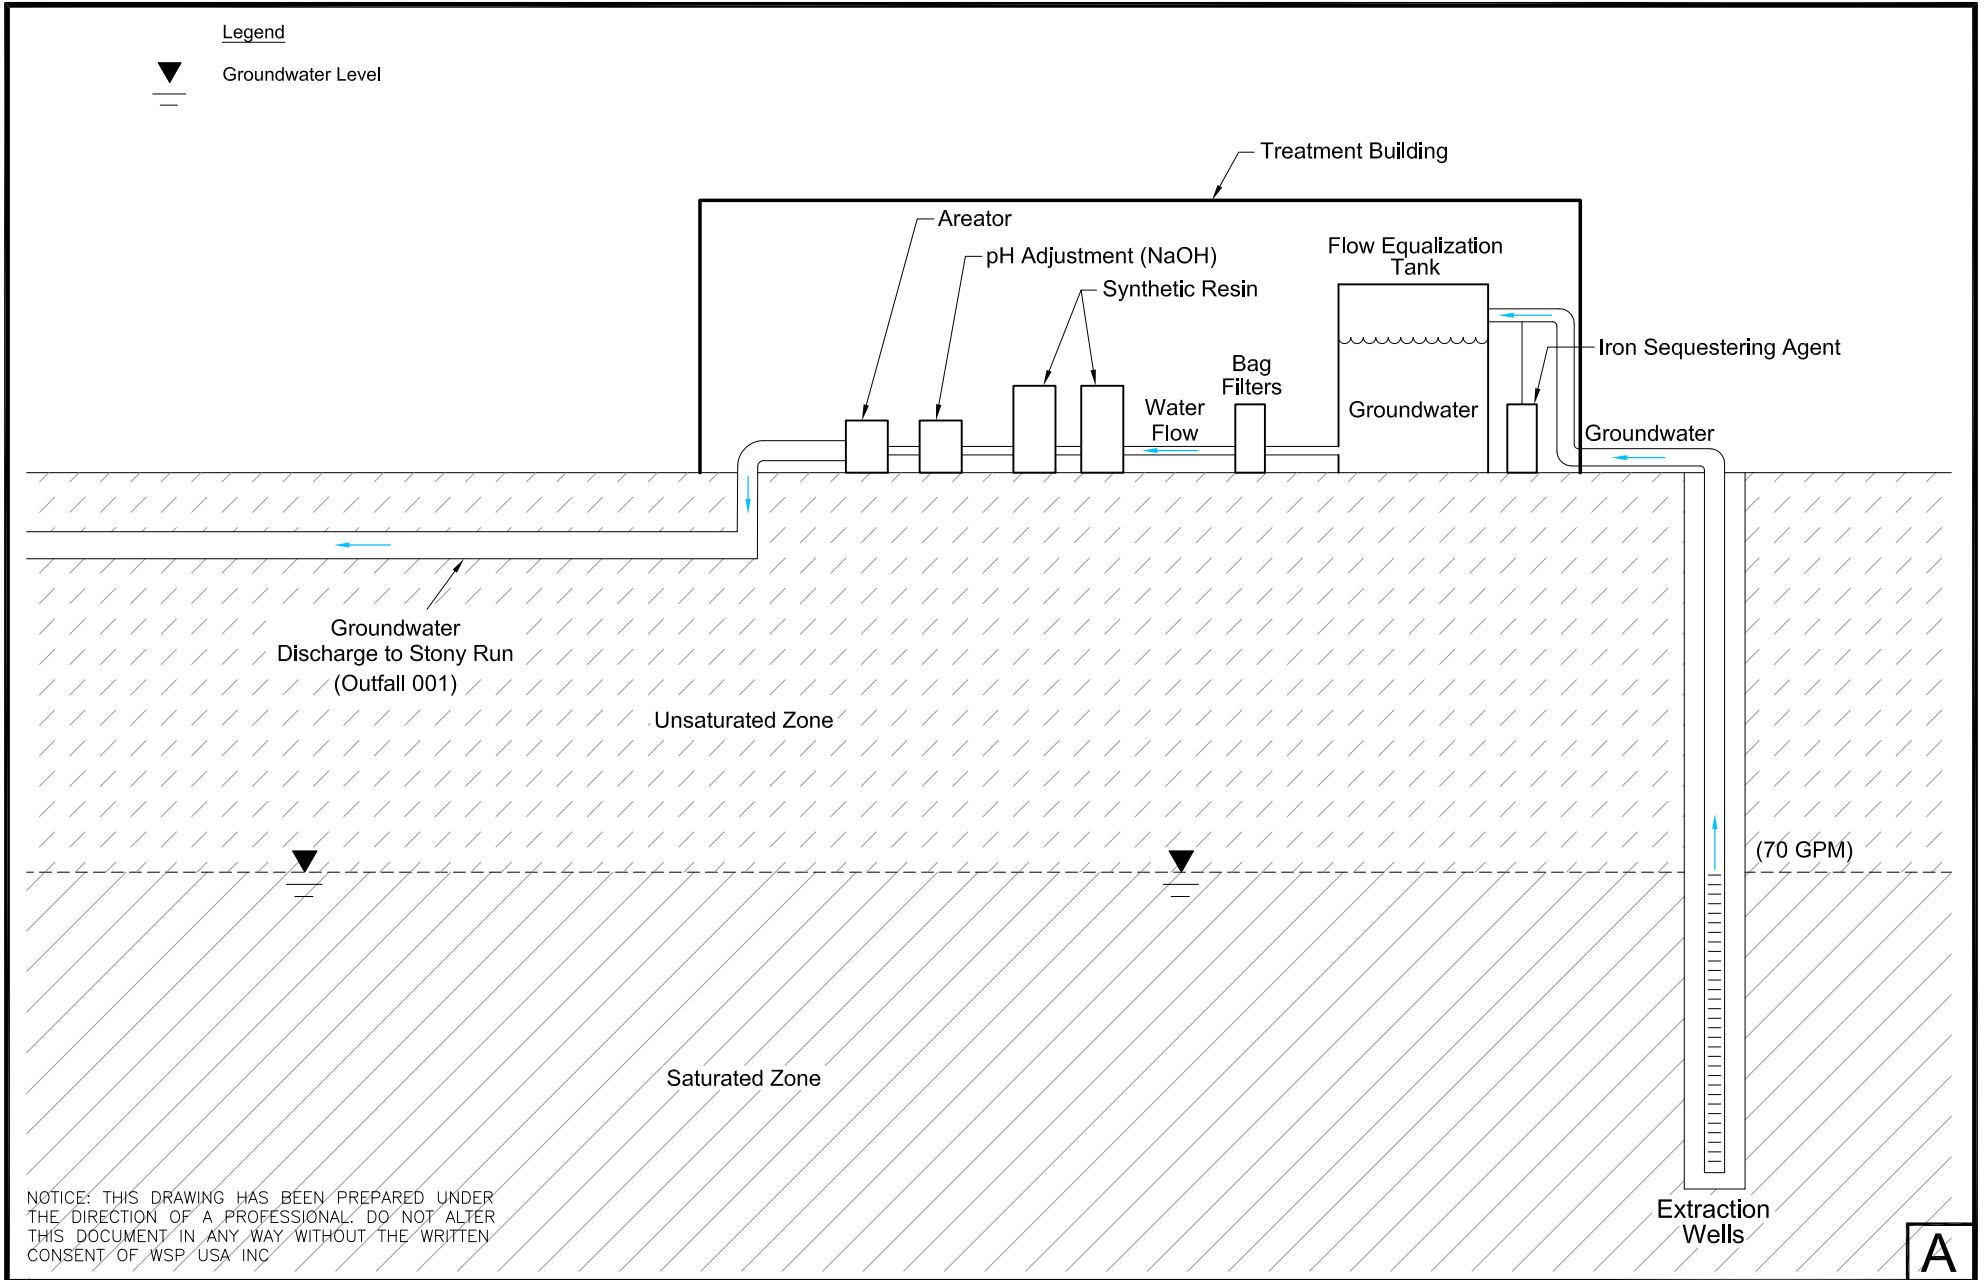 Legend
Groundwater Level
Treatment Building
Areator
pH Adjustment (NaOH)
Synthetic Resin
Flow Equalization
Tank
Iron Sequestering Agent
Bag
Filters
Water
Flow
Groundwater
Groundwater
Groundwater
Discharge to Stony Run
(Outfall 001)
Unsaturated Zone
(70 GPM)
Saturated Zone
Extraction
Wells
NOTICE: THIS DRAWING HAS BEEN PREPARED UNDER
THE DIRECTION OF A PROFESSIONAL. DO NOT ALTER
THIS DOCUMENT IN ANY WAY WITHOUT THE WRITTEN
CONSENT OF WSP USA INC
A